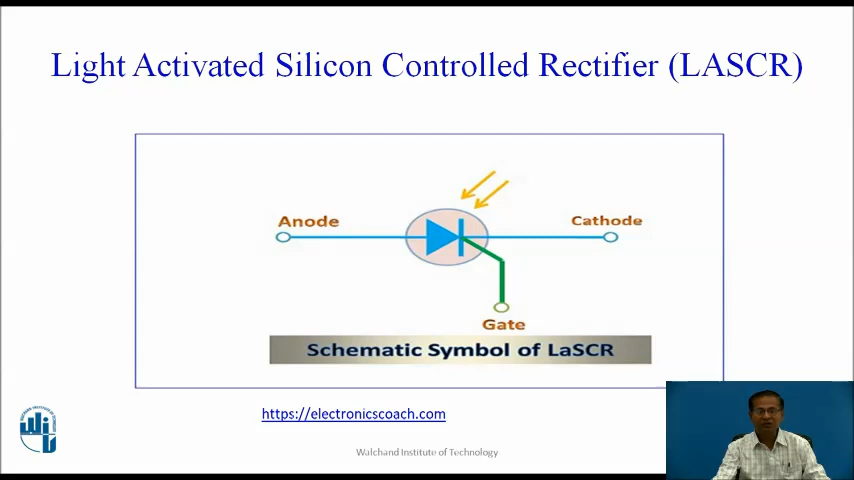 Light Activated Silicon Controlled Rectifier (LASCR)
Anode
Cathode
Gate
Schematic Symbol of LaSCR
https://electronicscoach.com
Walchand Institute of Technology